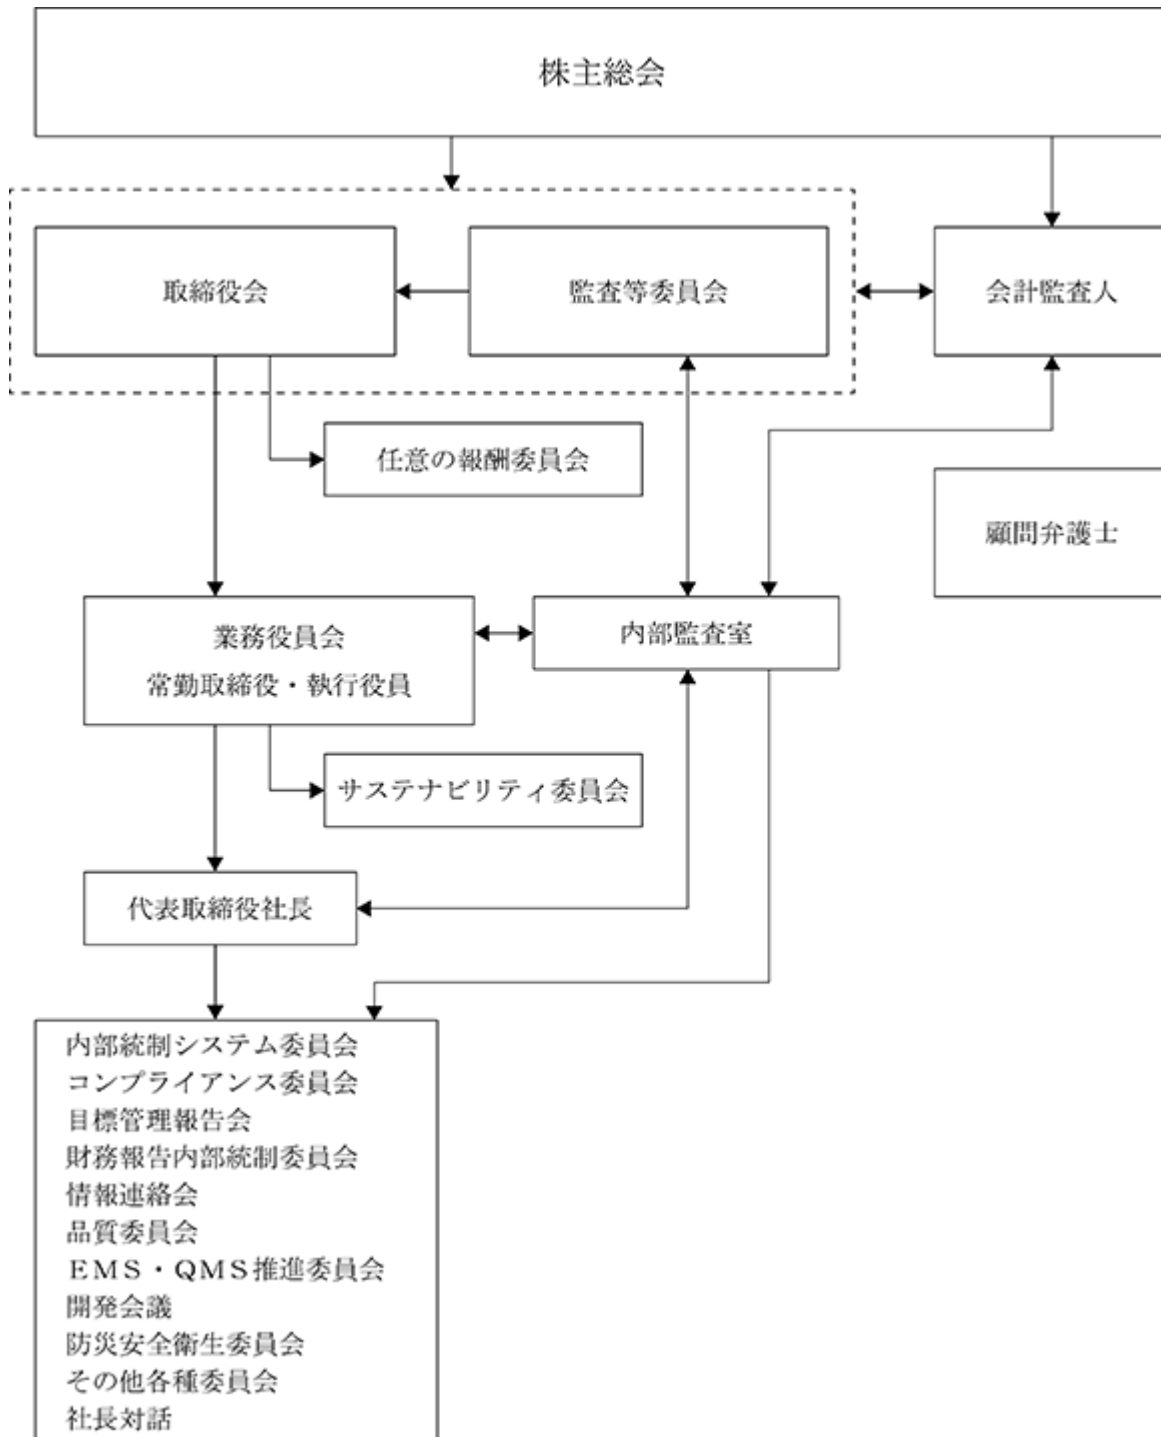 株主総会
取締役会
監査等委員会
会計監査人
任意の報酬委員会
顧問弁護士
業務役員会
常勤取締役・執行役員
内部監査室
サステナビリティ委員会
代表取締役社長
内部統制システム委員会
コンプライアンス委員会
目標管理報告会
財務報告内部統制委員会
情報連絡会
品質委員会
ＥＭＳ・ＱＭＳ推進委員会
開発会議
防災安全衛生委員会
その他各種委員会
社長対話